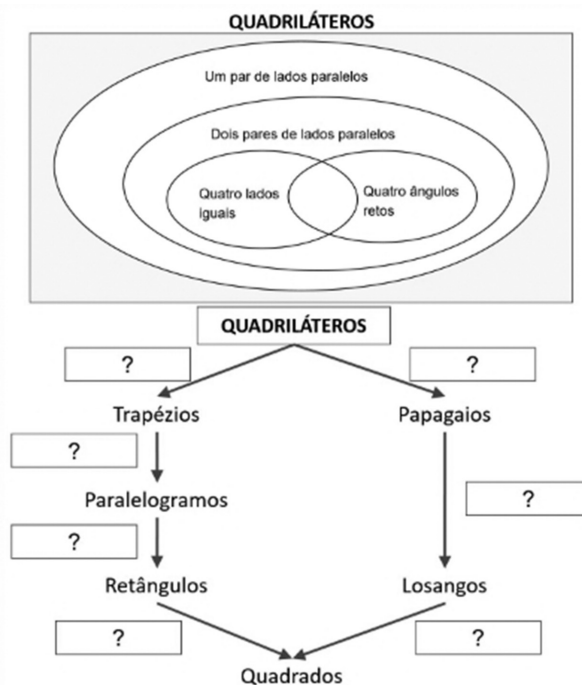 QUADRILÁTEROS
Um par de lados paralelos
Dois pares de lados paralelos
Quatro lados
iguais
Quatro ângulos
retos
QUADRILÁTEROS
?
?
Trapézios
Papagaios
?
?
Paralelogramos
?
Retângulos
Losangos
?
?
Quadrados